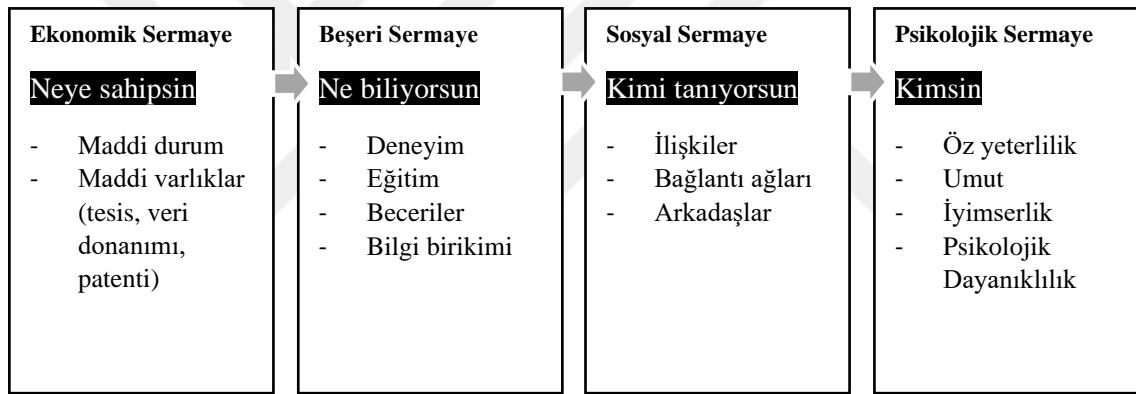 Ekonomik Sermaye
Neye sahipsin
- Maddi durum
- Maddi varlıklar
(tesis, veri
donanımı,
patenti)
Beşeri Sermaye
Ne biliyorsun
- Deneyim
- Eğitim
- Beceriler
- Bilgi birikimi
Sosyal Sermaye
Kimi tanıyorsun
- İlişkiler
- Bağlantı ağları
- Arkadaşlar
Psikolojik Sermaye
Kimsin
- Öz yeterlilik
- Umut
- İyimserlik
- Psikolojik
Dayanıklılık